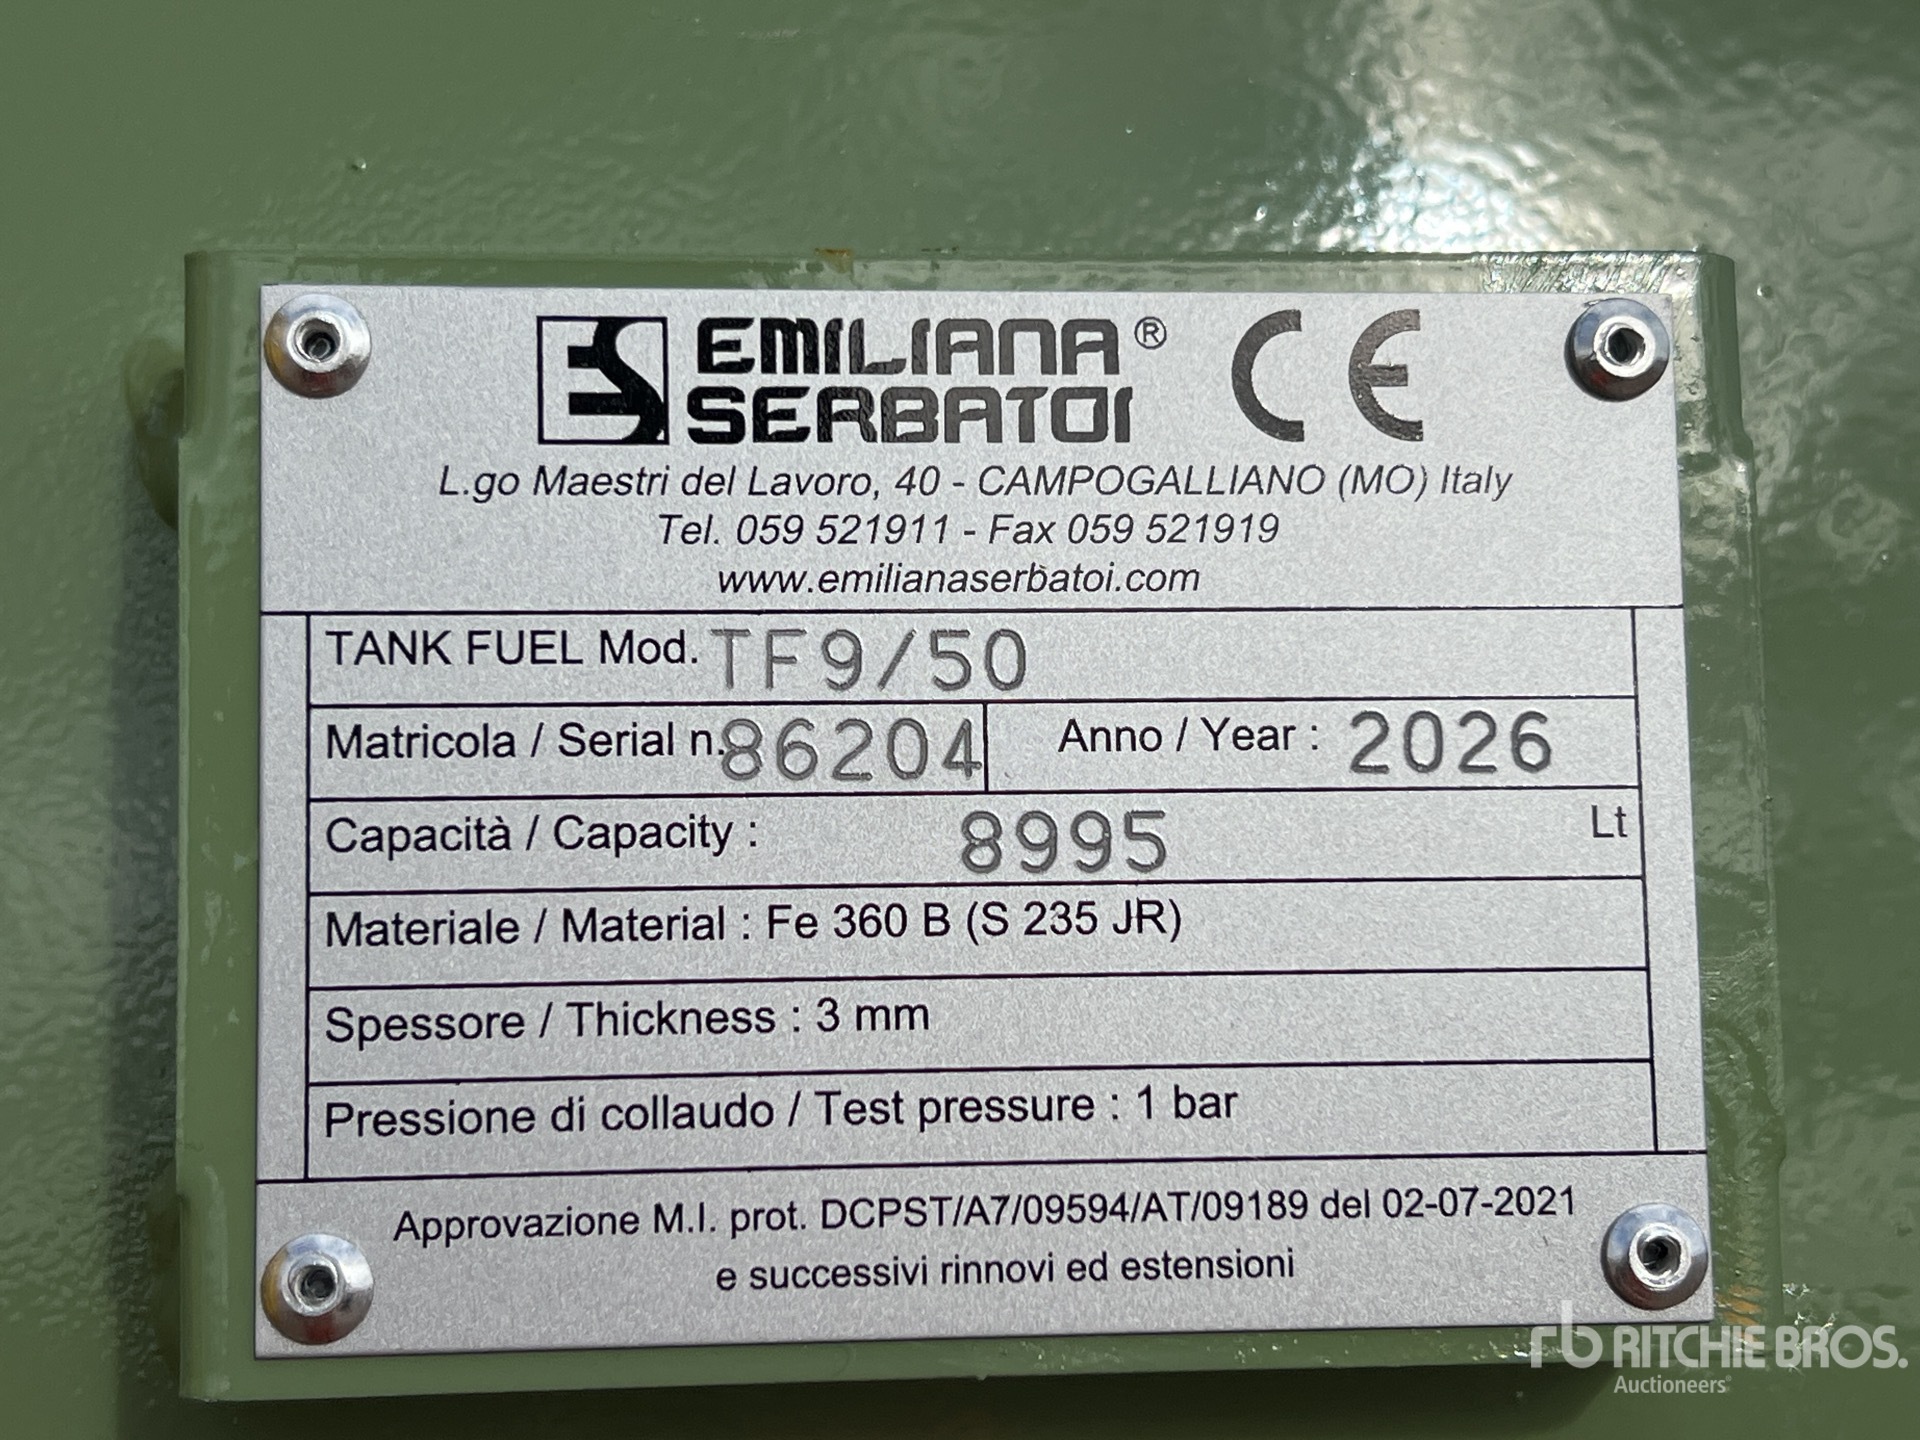 ES EMILIANA® CE
SERBATOI
L.go Maestri del Lavoro, 40 - CAMPOGALLIANO (MO) Italy
Tel. 059 521911 - Fax 059 521919
www.emilianaserbatoi.com
TANK FUEL Mod. TF9/50
Matricola / Serial n. 86204 Anno / Year : 2026
Capacità / Capacity : 8995 Lt
Materiale / Material : Fe 360 B (S 235 JR)
Spessore / Thickness : 3 mm
Pressione di collaudo / Test pressure : 1 bar
Approvazione M.I. prot. DCPST/A7/09594/AT/09189 del 02-07-2021
e successivi rinnovi ed estensioni
rb RITCHIE BROS.
Auctioneers